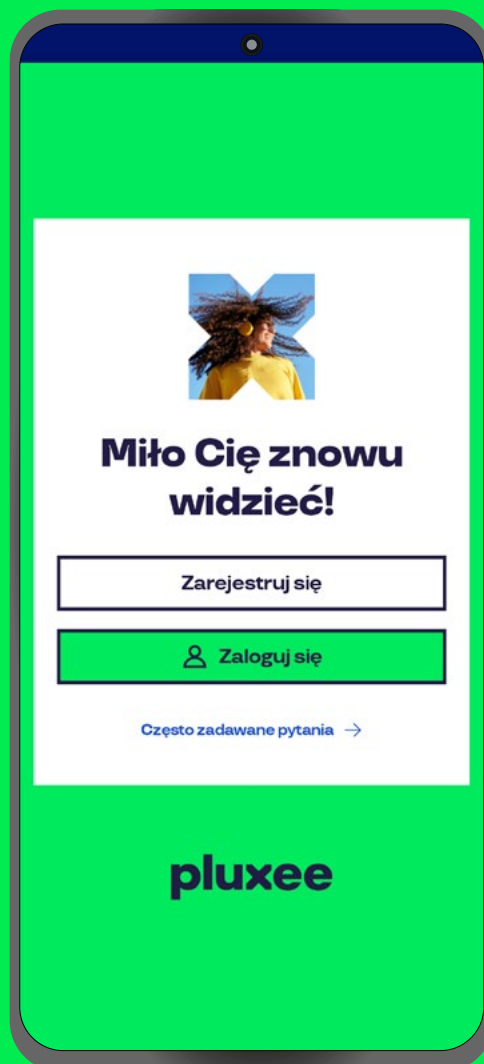 Miło Cię znowu
widzieć!
Zarejestruj się
Zaloguj się
Często zadawane pytania
pluxee